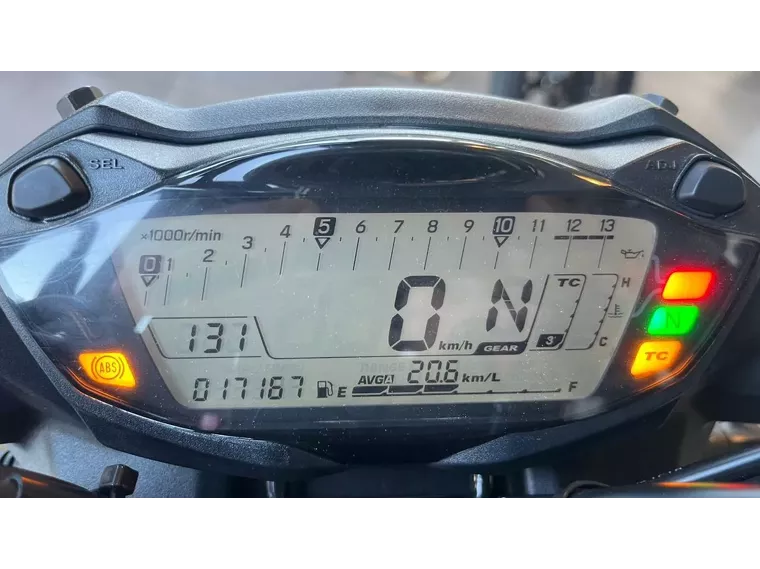 SEL
ADJ
×1000r/min
0 1 2 3 4 5 6 7 8 9 10 11 12 13
TC
H
0 km/h
N
GEAR
3
C
131
N
ABS
TC
AVG A 20.6 km/L
017167
E
F